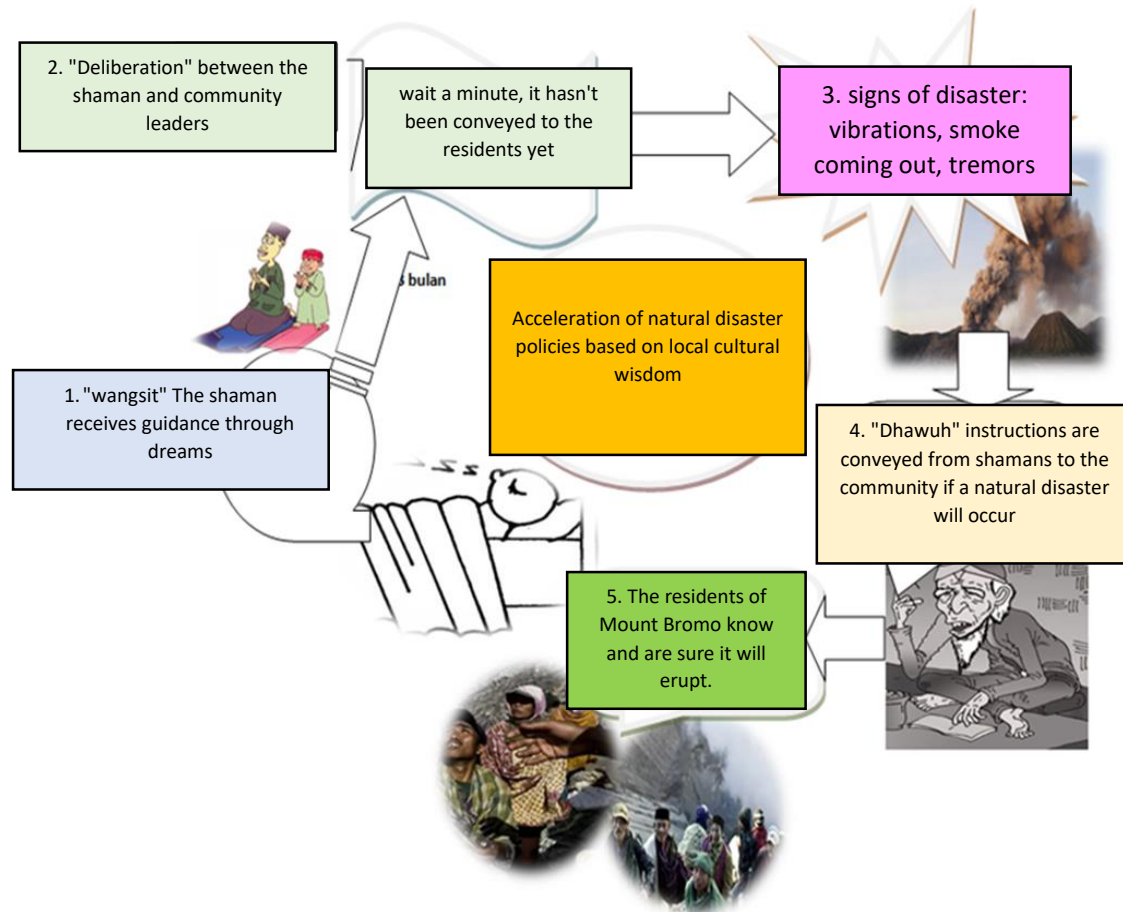 2. "Deliberation" between the
shaman and community
leaders
wait a minute, it hasn't
been conveyed to the
residents yet
3. signs of disaster:
vibrations, smoke
coming out, tremors
bulan
Acceleration of natural disaster
policies based on local cultural
wisdom
1. "wangsit" The shaman
receives guidance through
dreams
4. "Dhawuh" instructions are
conveyed from shamans to the
community if a natural disaster
will occur
5. The residents of
Mount Bromo know
and are sure it will
erupt.